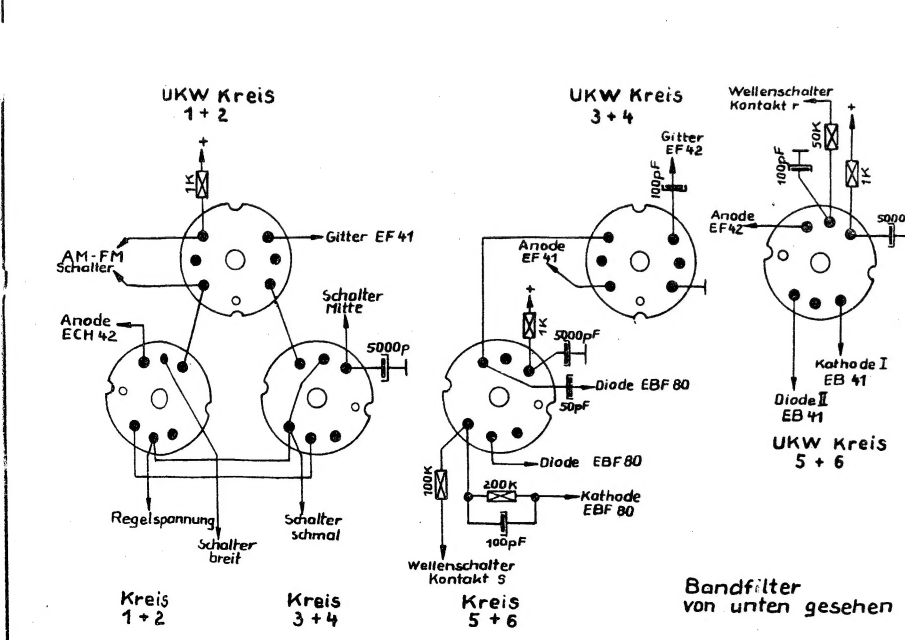 UKW Kreis
1 + 2
+
1K
AM-FM
Schalter
Gitter EF 41
Anode
ECH 42
Schalter
Mitte
5000p
Regelspannung
Schalter
breit
Schalter
schmal
Kreis
1 + 2
Kreis
3 + 4
UKW Kreis
3 + 4
Gitter
EF 42
100pF
Anode
EF 41
+
1K
5000pF
50pF
Diode EBF 80
Diode EBF 80
100K
200K
100pF
Kathode
EBF 80
Wellenschalter
Kontakt S
Kreis
5 + 6
Wellenschalter
Kontakt r
50K
+
1K
100pF
Anode
EF 42
5000
Kathode I
EB 41
Diode II
EB 41
UKW Kreis
5 + 6
Bandfilter
von unten gesehen